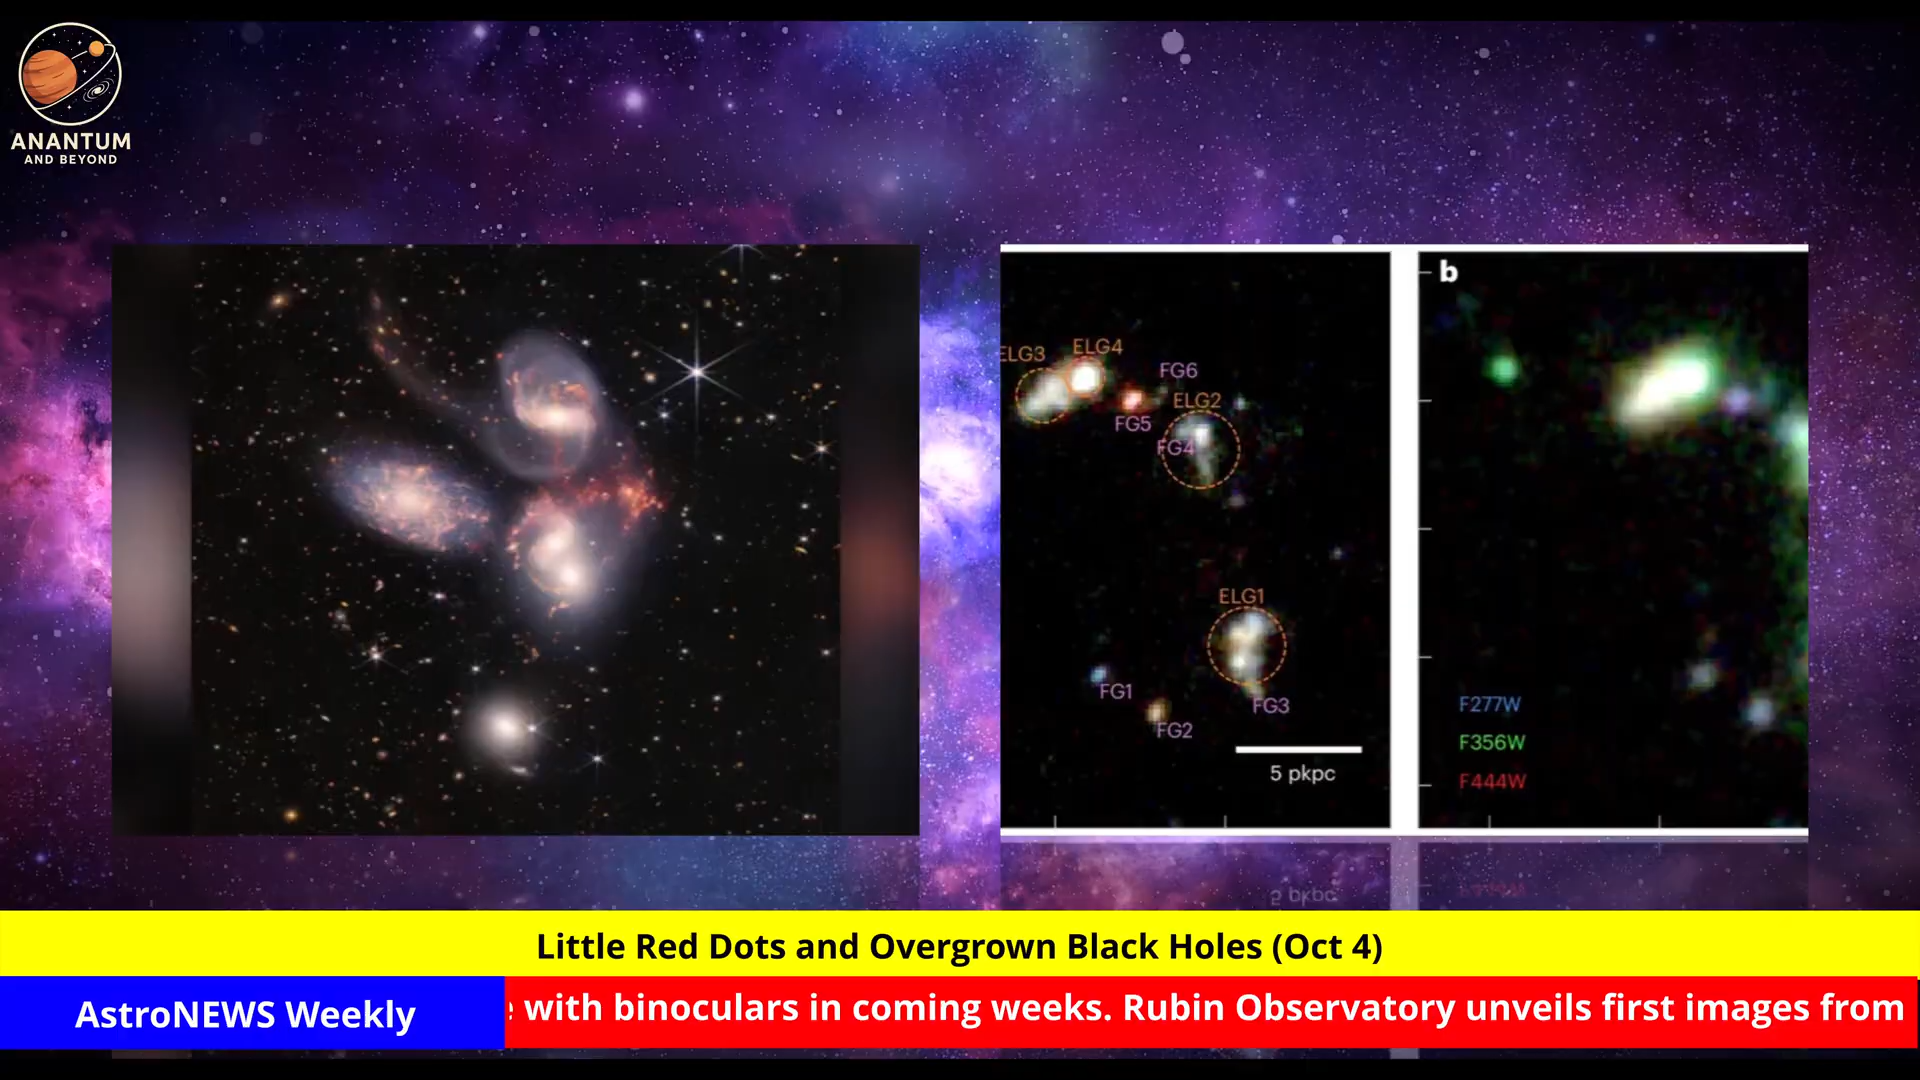 ANANTUM
AND BEYOND
ELG3
ELG4
FG6
FG5
ELG2
FG4
ELG1
FG1
FG3
FG2
5 pkpc
b
F277W
F356W
F444W
Little Red Dots and Overgrown Black Holes (Oct 4)
AstroNEWS Weekly
with binoculars in coming weeks. Rubin Observatory unveils first images from